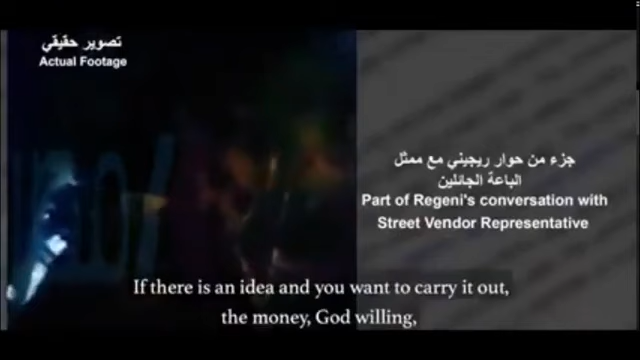 تصوير حقيقي
Actual Footage
جزء من حوار ريجيني مع ممثل
الباعة الجائلين
Part of Regeni's conversation with
Street Vendor Representative
If there is an idea and you want to carry it out,
the money, God willing,